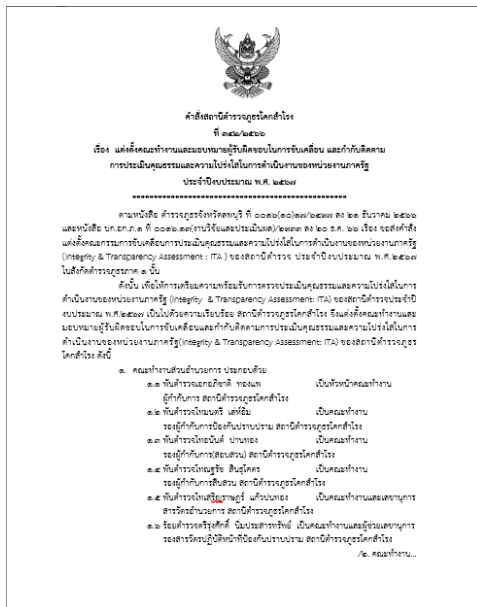 คำสั่งสถานีตำรวจภูธรโคกสำโรง
ที่ ๓๔๒/๒๕๖๖
เรื่อง แต่งตั้งคณะทำงานและมอบหมายผู้รับผิดชอบในการขับเคลื่อน และกำกับติดตาม
การประเมินคุณธรรมและความโปร่งใสในการดำเนินงานของหน่วยงานภาครัฐ
ประจำปีงบประมาณ พ.ศ. ๒๕๖๗
ตามหนังสือ ตำรวจภูธรจังหวัดลพบุรี ที่ ๐๐๑๖(๑๐)๑๗/๖๔๗๗ ลง ๒๑ ธันวาคม ๒๕๖๖
และหนังสือ บก.อก.ภ.๑ ที่ ๐๐๑๖.๑๗(งานวิจัยและประเมินผล)/๒๗๓๓ ลง ๒๐ ธ.ค. ๖๖ เรื่อง ขอส่งคำสั่ง
แต่งตั้งคณะกรรมการขับเคลื่อนการประเมินคุณธรรมและความโปร่งใสในการดำเนินงานของหน่วยงานภาครัฐ
(Integrity & Transparency Assessment : ITA ) ของสถานีตำรวจ ประจำปีงบประมาณ พ.ศ.๒๕๖๗
ในสังกัดตำรวจภูธรภาค ๑ นั้น
ดังนั้น เพื่อให้การเตรียมความพร้อมรับการตรวจประเมินคุณธรรมและความโปร่งใสในการ
ดำเนินงานของหน่วยงานภาครัฐ (Integrity & Transparency Assessment: ITA) ของสถานีตำรวจประจำปี
งบประมาณ พ.ศ.๒๕๖๗ เป็นไปด้วยความเรียบร้อย สถานีตำรวจภูธรโคกสำโรง จึงแต่งตั้งคณะทำงานและ
มอบหมายผู้รับผิดชอบในการขับเคลื่อนและกำกับติดตามการประเมินคุณธรรมและความโปร่งใสในการ
ดำเนินงานของหน่วยงานภาครัฐ(Integrity & Transparency Assessment: ITA) ของสถานีตำรวจภูธร
โคกสำโรง ดังนี้
๑. คณะทำงานส่วนอำนวยการ ประกอบด้วย
๑.๑ พันตำรวจเอกอภิชาติ ทองแพ เป็นหัวหน้าคณะทำงาน
ผู้กำกับการ สถานีตำรวจภูธรโคกสำโรง
๑.๒ พันตำรวจโทมนตรี เล่ห์อิ่ม เป็นคณะทำงาน
รองผู้กำกับการป้องกันปราบปราม สถานีตำรวจภูธรโคกสำโรง
๑.๓ พันตำรวจโทอนันต์ ปานทอง เป็นคณะทำงาน
รองผู้กำกับการ(สอบสวน) สถานีตำรวจภูธรโคกสำโรง
๑.๔ พันตำรวจโทณฐรัช สินธุโคตร เป็นคณะทำงาน
รองผู้กำกับการสืบสวน สถานีตำรวจภูธรโคกสำโรง
๑.๕ พันตำรวจโทเสริญราษฎร์ แก้วปนทอง เป็นคณะทำงานและเลขานุการ
สารวัตรอำนวยการ สถานีตำรวจภูธรโคกสำโรง
๑.๖ ร้อยตำรวจตรีรุ่งศักดิ์ นิ่มประสารทรัพย์ เป็นคณะทำงานและผู้ช่วยเลขานุการ
รองสารวัตรปฏิบัติหน้าที่ป้องกันปราบปราม สถานีตำรวจภูธรโคกสำโรง
/๒. คณะทำงาน...